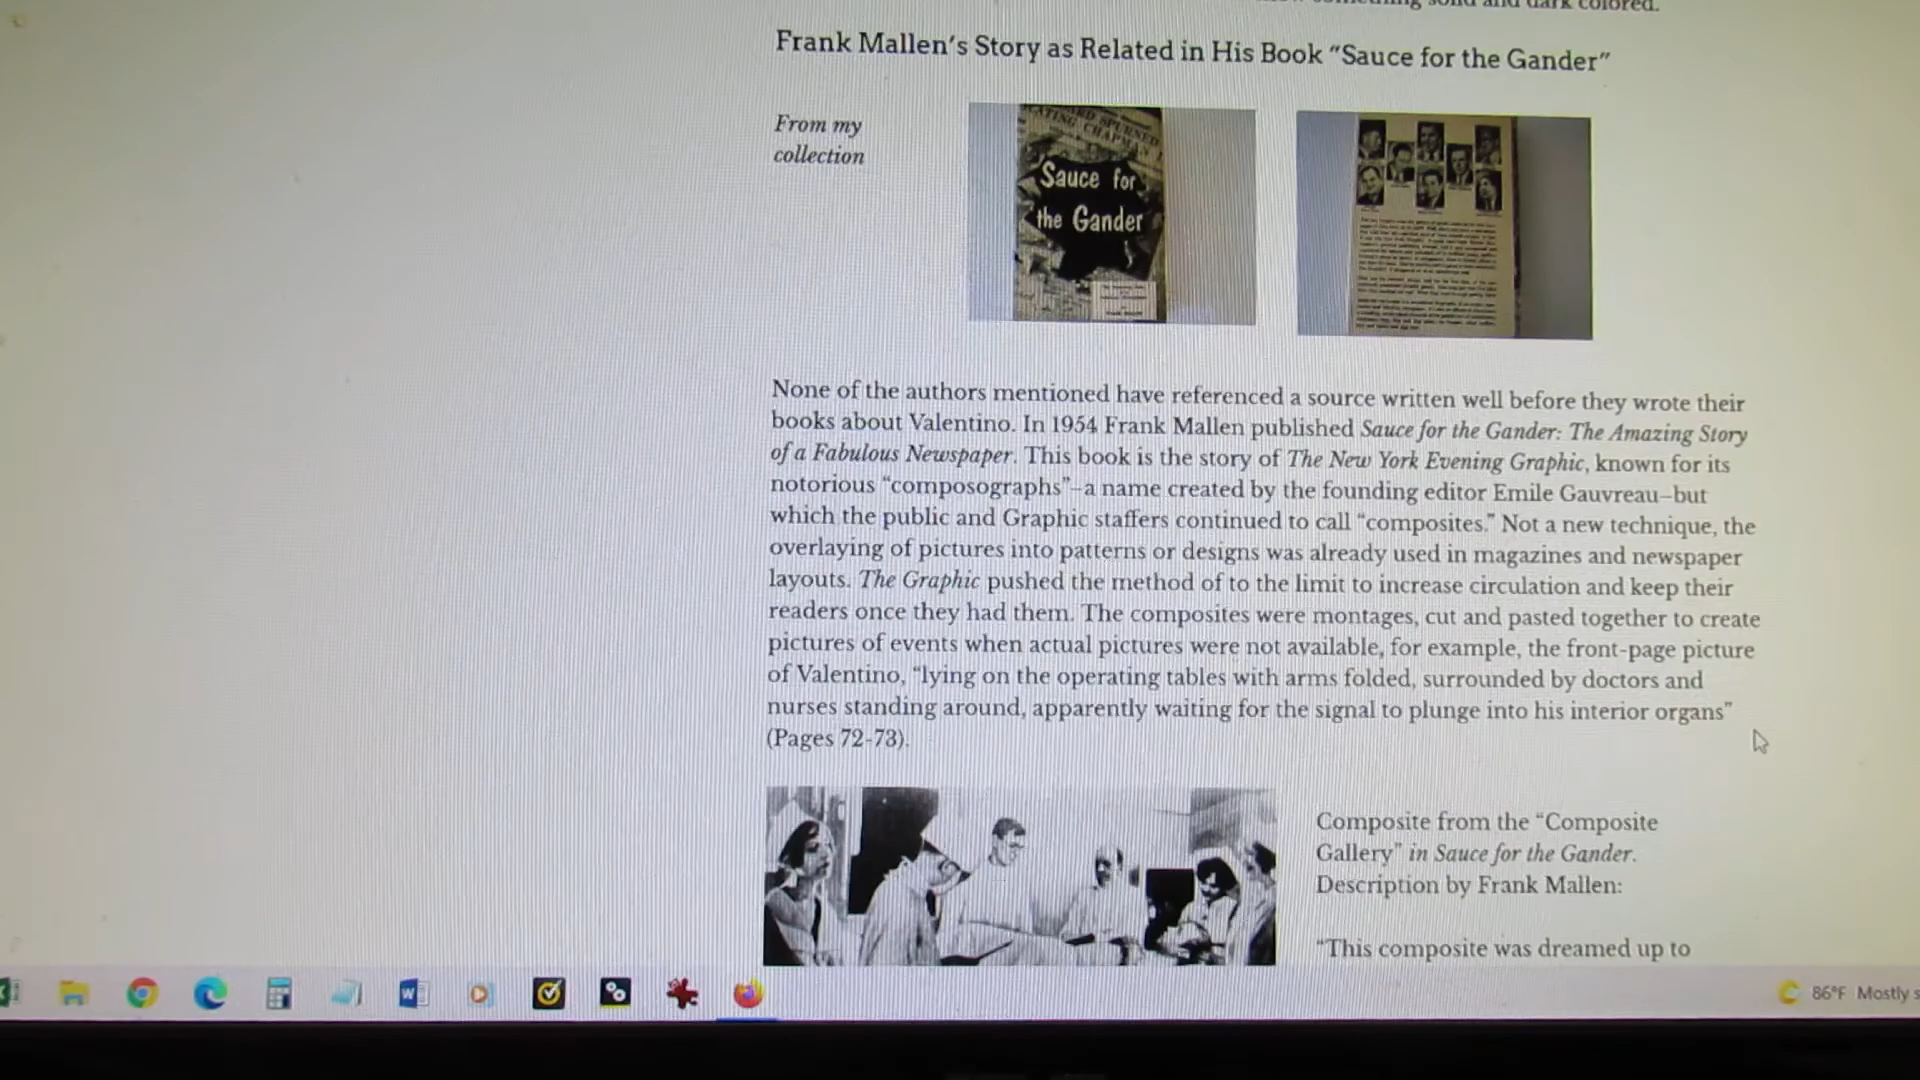 something solid and dark colored.
Frank Mallen's Story as Related in His Book "Sauce for the Gander"
From my
collection
SPURNED
CHAPMAN
Sauce for
the Gander
None of the authors mentioned have referenced a source written well before they wrote their
books about Valentino. In 1954 Frank Mallen published Sauce for the Gander: The Amazing Story
of a Fabulous Newspaper. This book is the story of The New York Evening Graphic, known for its
notorious "composographs"–a name created by the founding editor Emile Gauvreau–but
which the public and Graphic staffers continued to call "composites." Not a new technique, the
overlaying of pictures into patterns or designs was already used in magazines and newspaper
layouts. The Graphic pushed the method of to the limit to increase circulation and keep their
readers once they had them. The composites were montages, cut and pasted together to create
pictures of events when actual pictures were not available, for example, the front-page picture
of Valentino, "lying on the operating tables with arms folded, surrounded by doctors and
nurses standing around, apparently waiting for the signal to plunge into his interior organs"
(Pages 72-73).
Composite from the "Composite
Gallery" in Sauce for the Gander.
Description by Frank Mallen:
"This composite was dreamed up to
86°F Mostly s